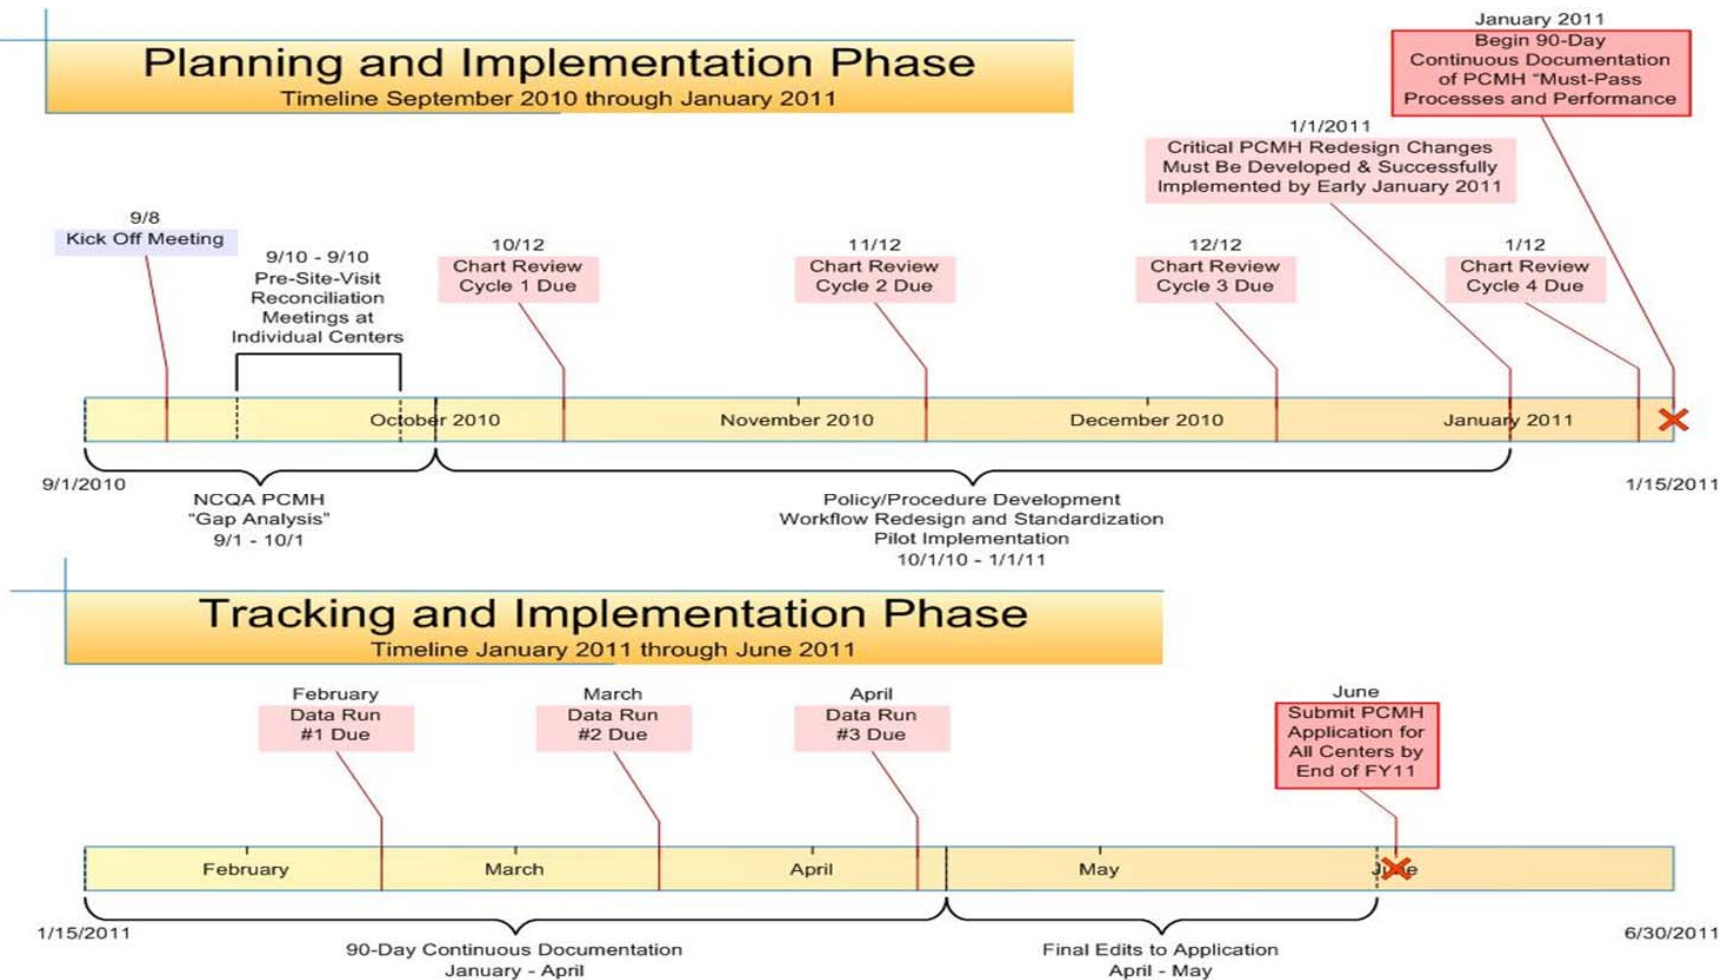 Planning and Implementation Phase
Timeline September 2010 through January 2011
January 2011
Begin 90-Day
Continuous Documentation
of PCMH “Must-Pass
Processes and Performance
1/1/2011
Critical PCMH Redesign Changes
Must Be Developed & Successfully
Implemented by Early January 2011
9/8
Kick Off Meeting
9/10 - 9/10
Pre-Site-Visit
Reconciliation
Meetings at
Individual Centers
10/12
Chart Review
Cycle 1 Due
11/12
Chart Review
Cycle 2 Due
12/12
Chart Review
Cycle 3 Due
1/12
Chart Review
Cycle 4 Due
October 2010
November 2010
December 2010
January 2011
9/1/2010
1/15/2011
NCQA PCMH
“Gap Analysis”
9/1 - 10/1
Policy/Procedure Development
Workflow Redesign and Standardization
Pilot Implementation
10/1/10 - 1/1/11
Tracking and Implementation Phase
Timeline January 2011 through June 2011
February
Data Run
#1 Due
March
Data Run
#2 Due
April
Data Run
#3 Due
June
Submit PCMH
Application for
All Centers by
End of FY11
February
March
April
May
June
1/15/2011
6/30/2011
90-Day Continuous Documentation
January - April
Final Edits to Application
April - May